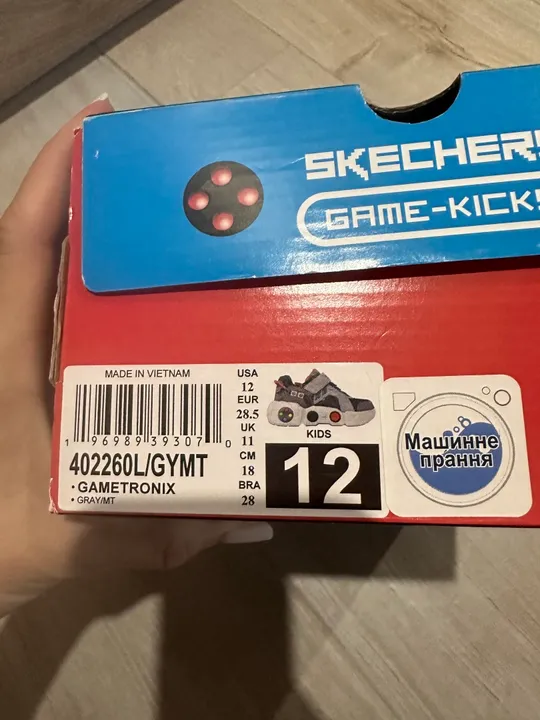 SKECHERS
GAME-KICKS
MADE IN VIETNAM
1 96989 39307 0
402260L/GYMT
• GAMETRONIX
• GRAY/MT
USA
12
EUR
28.5
UK
11
CM
18
BRA
28
KIDS
12
Машинне
прання